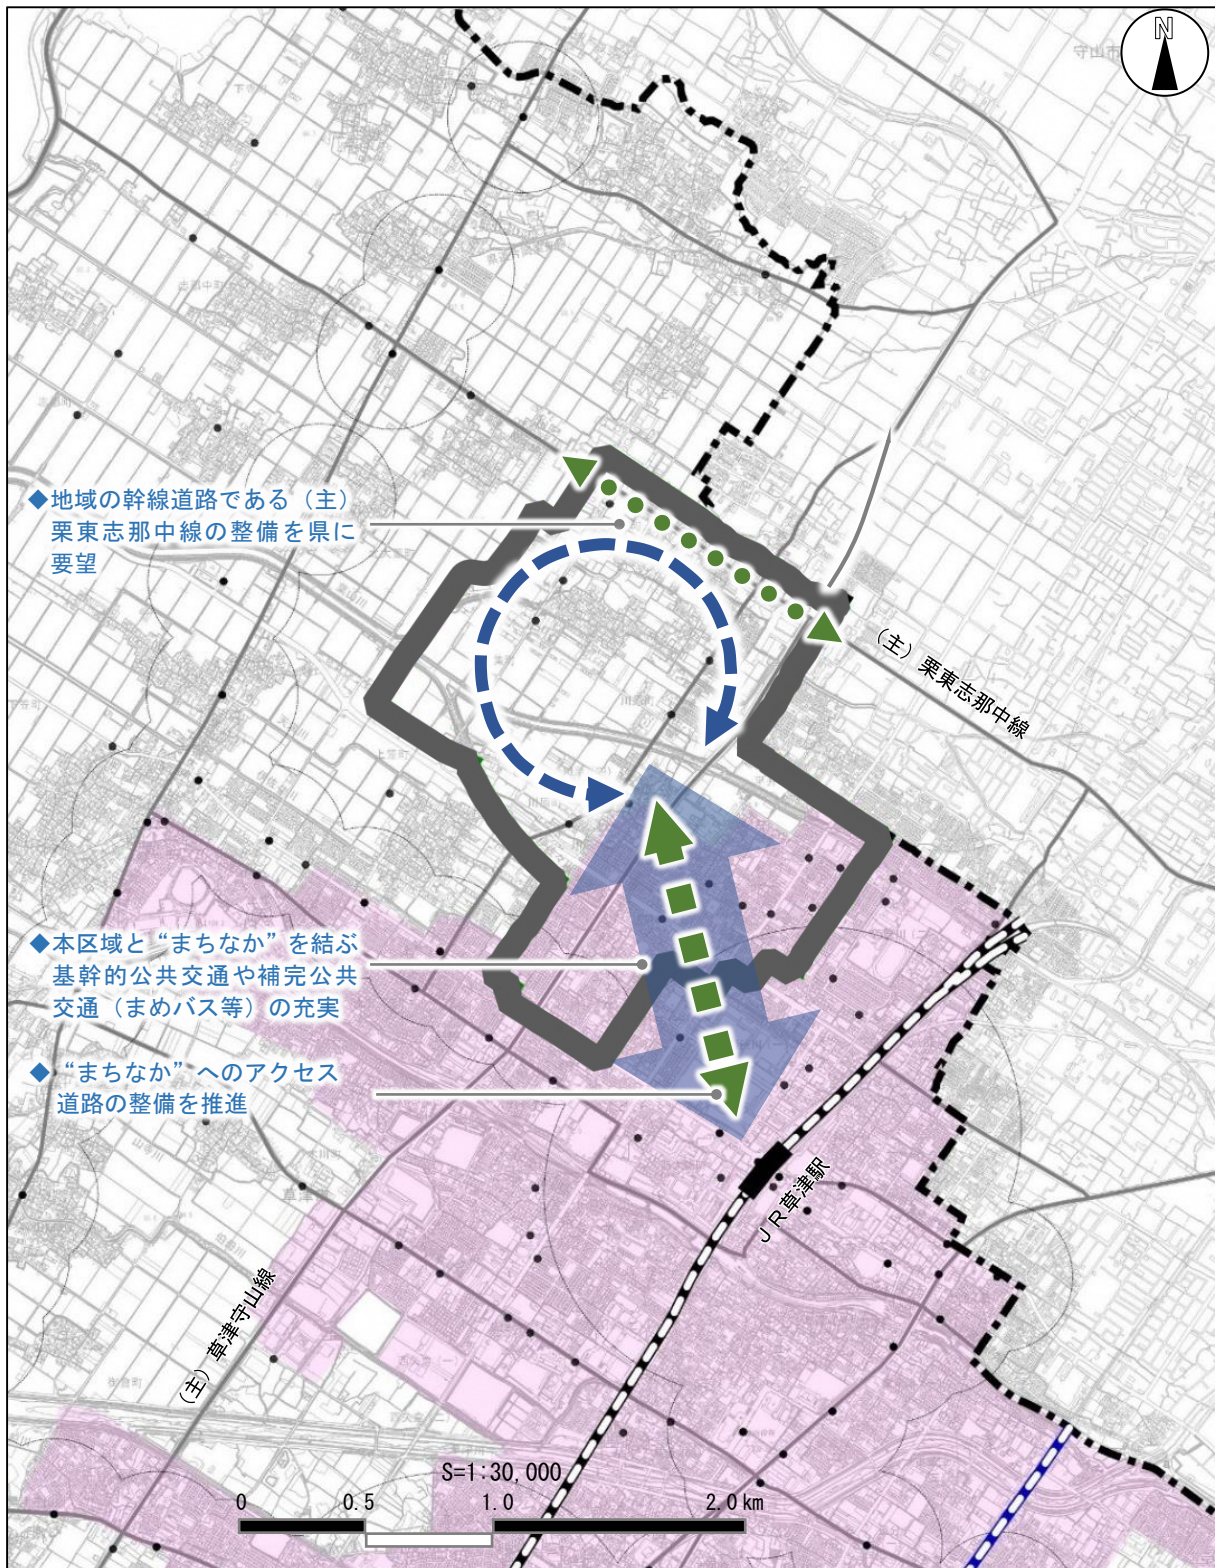 N
守山市
◆地域の幹線道路である（主）
栗東志那中線の整備を県に
要望
（主）栗東志那中線
◆本区域と“まちなか”を結ぶ
基幹的公共交通や補完公共
交通（まめバス等）の充実
◆“まちなか”へのアクセス
道路の整備を推進
ＪＲ草津駅
（主）草津守山線
S=1:30,000
0 0.5 1.0 2.0km